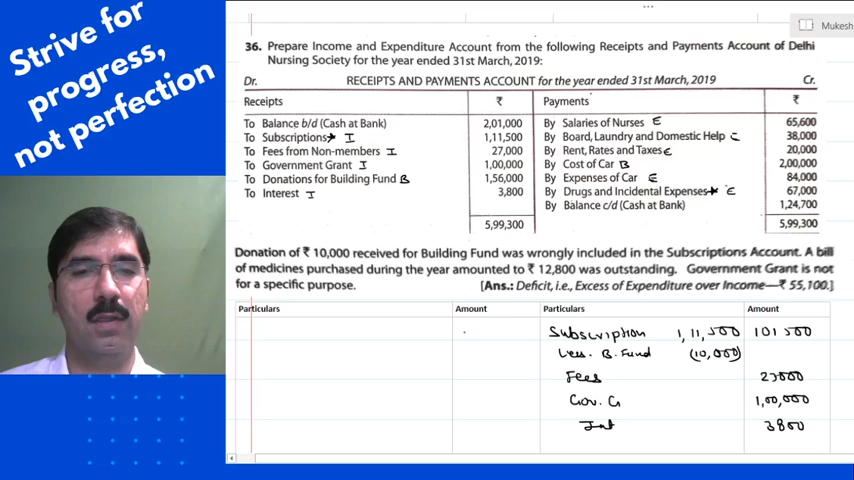 Strive for
progress,
not perfection
Mukesh
36. Prepare Income and Expenditure Account from the following Receipts and Payments Account of Delhi
Nursing Society for the year ended 31st March, 2019:
Dr. RECEIPTS AND PAYMENTS ACCOUNT for the year ended 31st March, 2019 Cr.
Receipts ₹ Payments ₹
To Balance b/d (Cash at Bank) 2,01,000 By Salaries of Nurses E 65,600
To Subscriptions I 1,11,500 By Board, Laundry and Domestic Help E 38,000
To Fees from Non-members I 27,000 By Rent, Rates and Taxes E 20,000
To Government Grant I 1,00,000 By Cost of Car B 2,00,000
To Donations for Building Fund B 1,56,000 By Expenses of Car E 84,000
To Interest I 3,800 By Drugs and Incidental Expenses E 67,000
By Balance c/d (Cash at Bank) 1,24,700
5,99,300 5,99,300
Donation of ₹ 10,000 received for Building Fund was wrongly included in the Subscriptions Account. A bill
of medicines purchased during the year amounted to ₹ 12,800 was outstanding. Government Grant is not
for a specific purpose. [Ans.: Deficit, i.e., Excess of Expenditure over Income—₹ 55,100.]
Particulars Amount Particulars Amount
Subscription 1,11,500 101500
Less. B. Fund (10,000)
Fees 27000
Gov. G 1,00,000
Int 3800